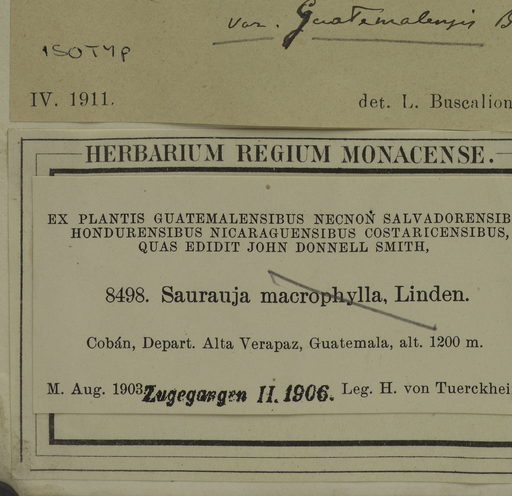 var. Guatemalensis B
ISOTYP
IV. 1911. det. L. Buscalion
HERBARIUM REGIUM MONACENSE.
EX PLANTIS GUATEMALENSIBUS NECNON SALVADORENSIB
HONDURENSIBUS NICARAGUENSIBUS COSTARICENSIBUS,
QUAS EDIDIT JOHN DONNELL SMITH,
8498. Saurauja macrophylla, Linden.
Cobán, Depart. Alta Verapaz, Guatemala, alt. 1200 m.
M. Aug. 1903 Zugegangen II. 1906. Leg. H. von Tuerckhei